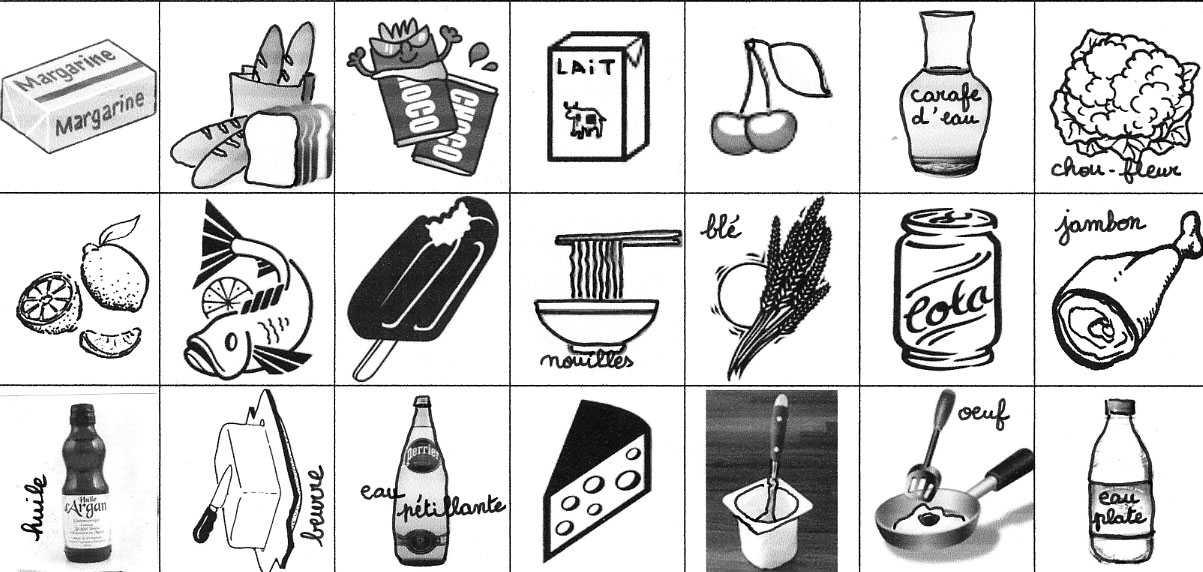 Margarine
Margarine
CHOCO
CHOCO
LAiT
carafe
d'eau
chou-fleur
nouilles
blé
Cola
jambon
huile
Huile
d'Argan
beurre
Perrier
eau
pétillante
oeuf
eau
plate